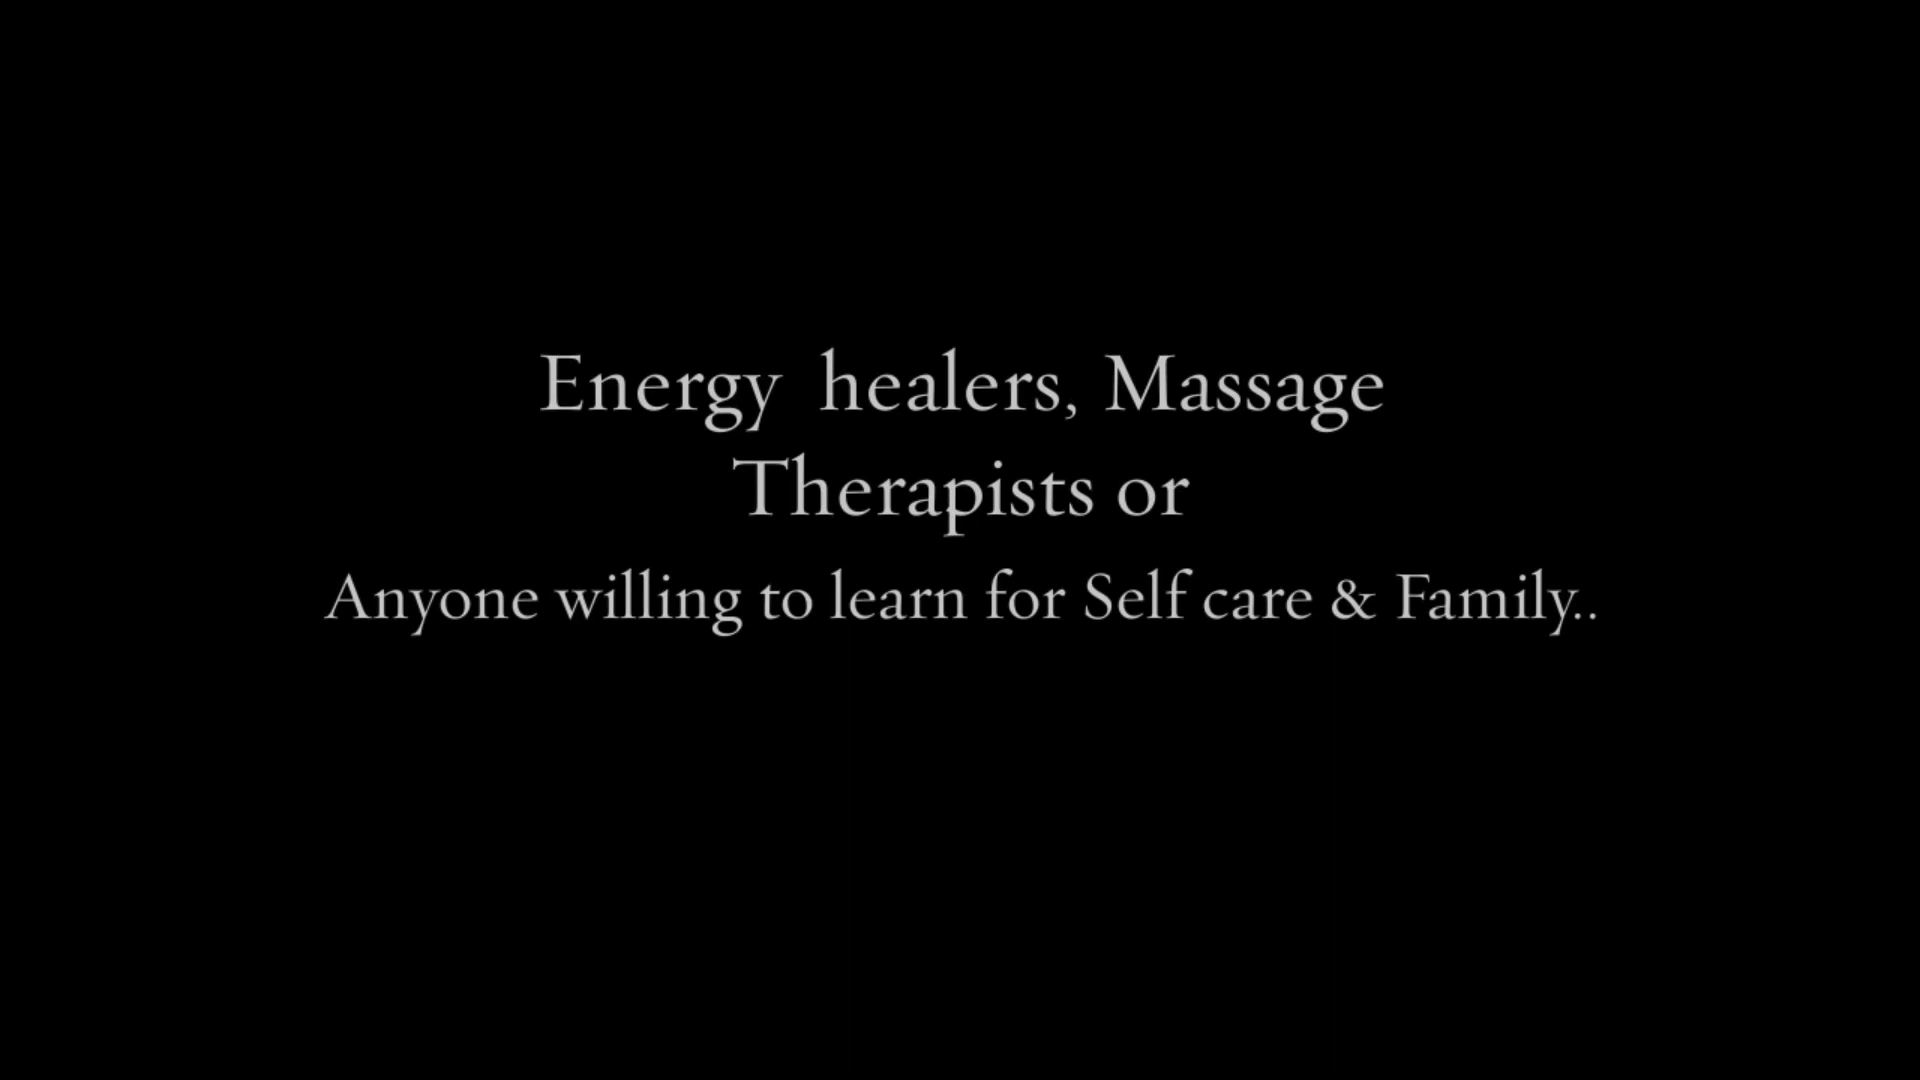 Energy  healers, Massage
Therapists or
Anyone willing to learn for Self care & Family..